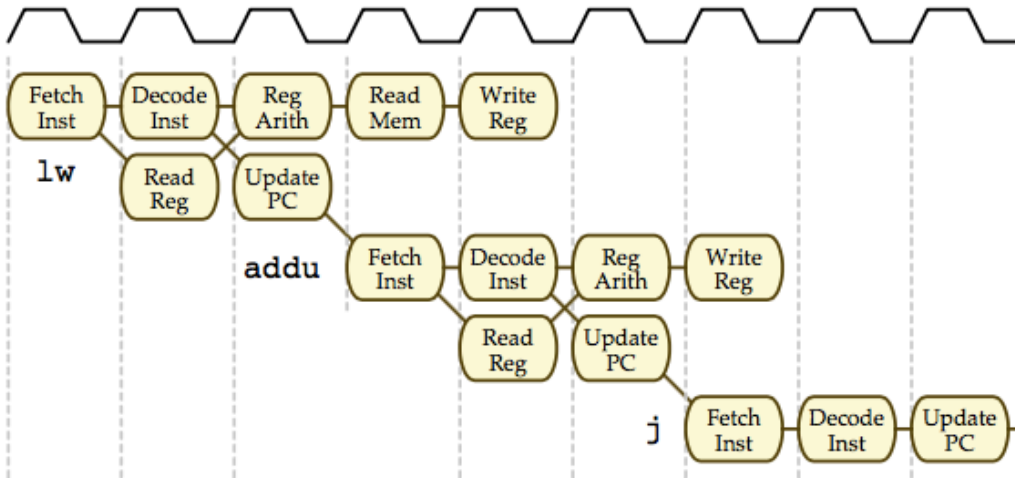 Fetch Inst
Decode Inst
Reg Arith
Read Mem
Write Reg
lw
Read Reg
Update PC
addu
Fetch Inst
Decode Inst
Reg Arith
Write Reg
Read Reg
Update PC
j
Fetch Inst
Decode Inst
Update PC